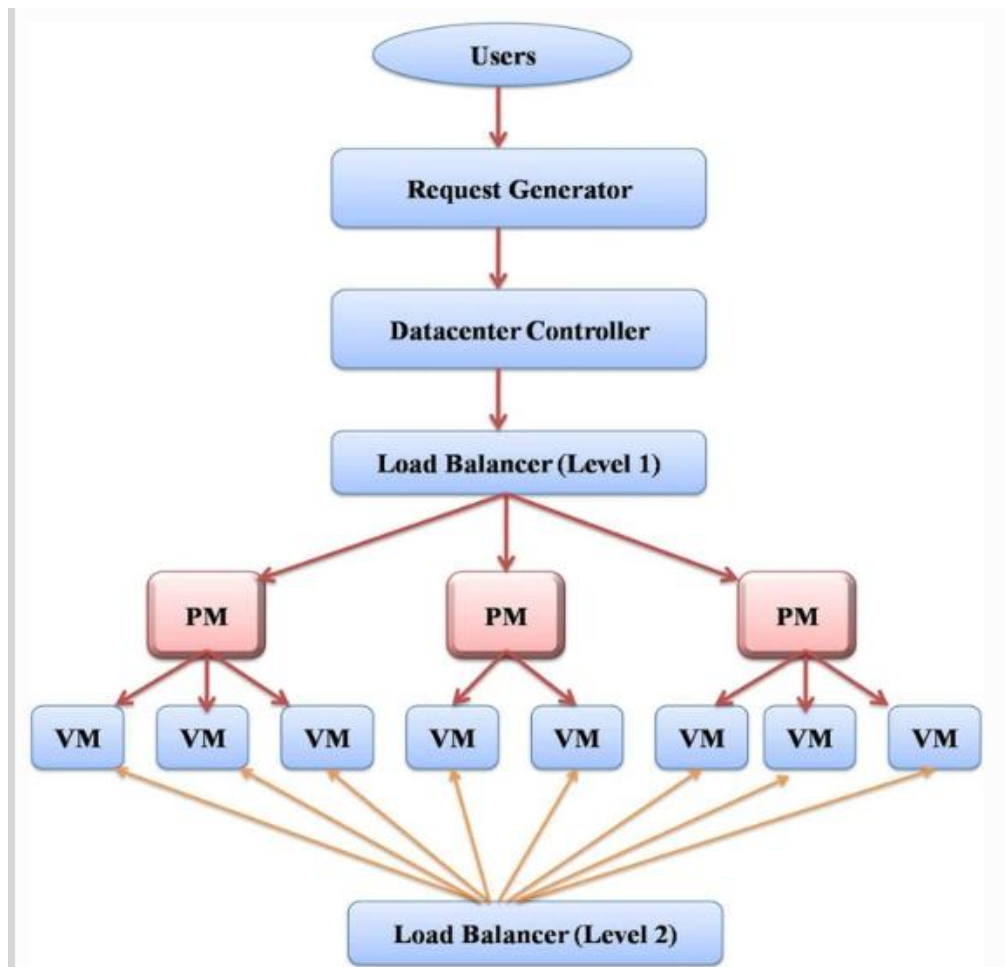 Users
Request Generator
Datacenter Controller
Load Balancer (Level 1)
PM
PM
PM
VM
VM
VM
VM
VM
VM
VM
VM
Load Balancer (Level 2)